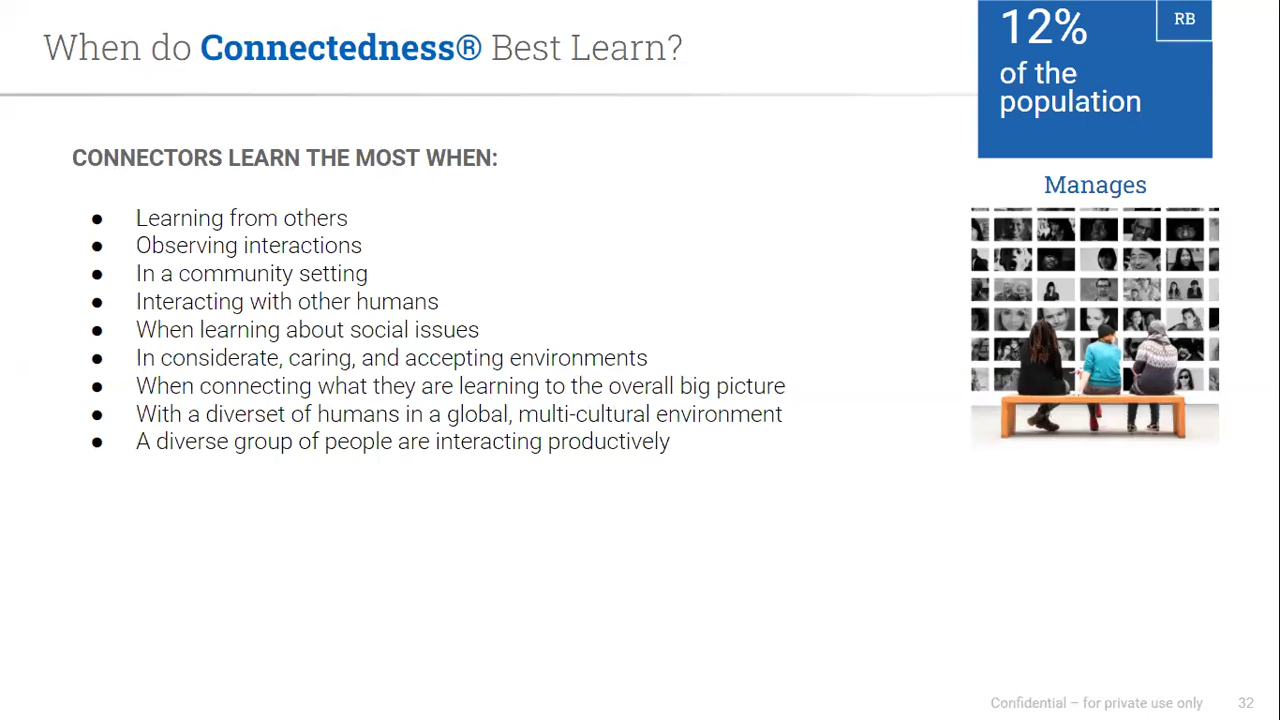 When do Connectedness® Best Learn?
12%
RB
of the
population
CONNECTORS LEARN THE MOST WHEN:
● Learning from others
● Observing interactions
● In a community setting
● Interacting with other humans
● When learning about social issues
● In considerate, caring, and accepting environments
● When connecting what they are learning to the overall big picture
● With a diverset of humans in a global, multi-cultural environment
● A diverse group of people are interacting productively
Manages
Confidential – for private use only 32